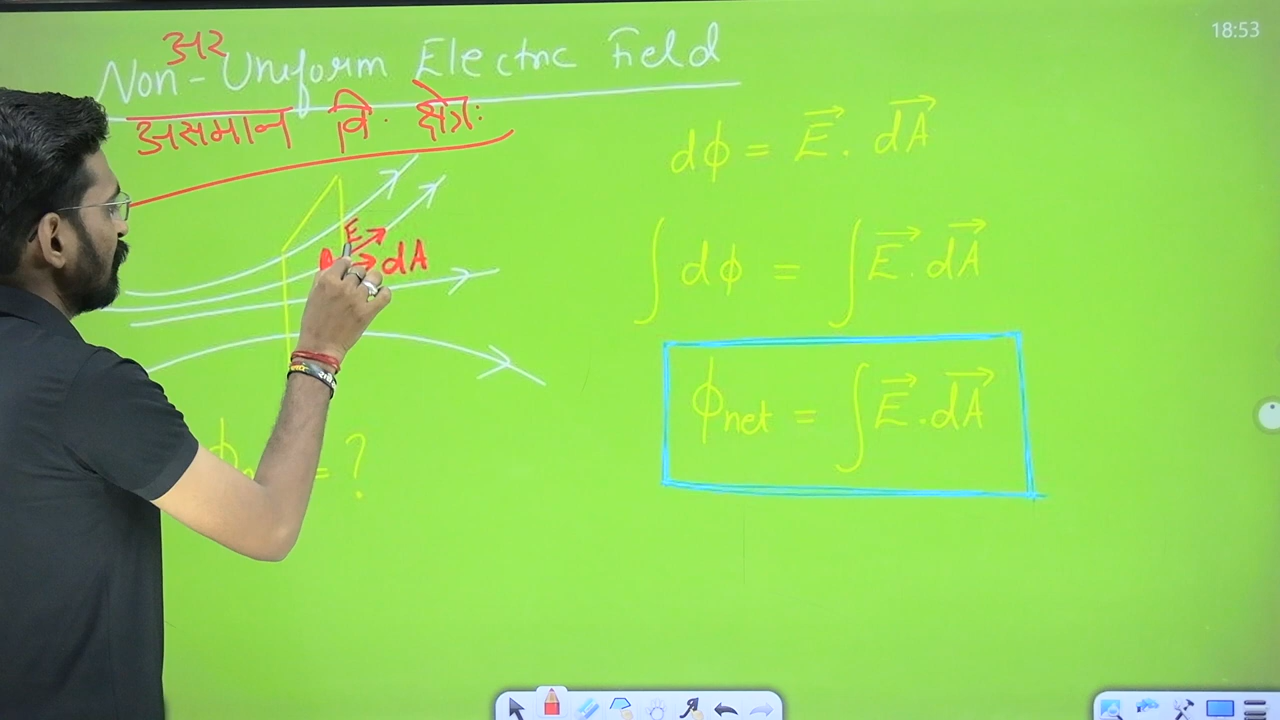 18:53
अर
Non-Uniform Electric Field
असमान वि. क्षेत्र:
dϕ = E⃗ . dA⃗
E
dA
∫ dϕ = ∫ E⃗ . dA⃗
ϕnet = ∫ E⃗ . dA⃗
= ?